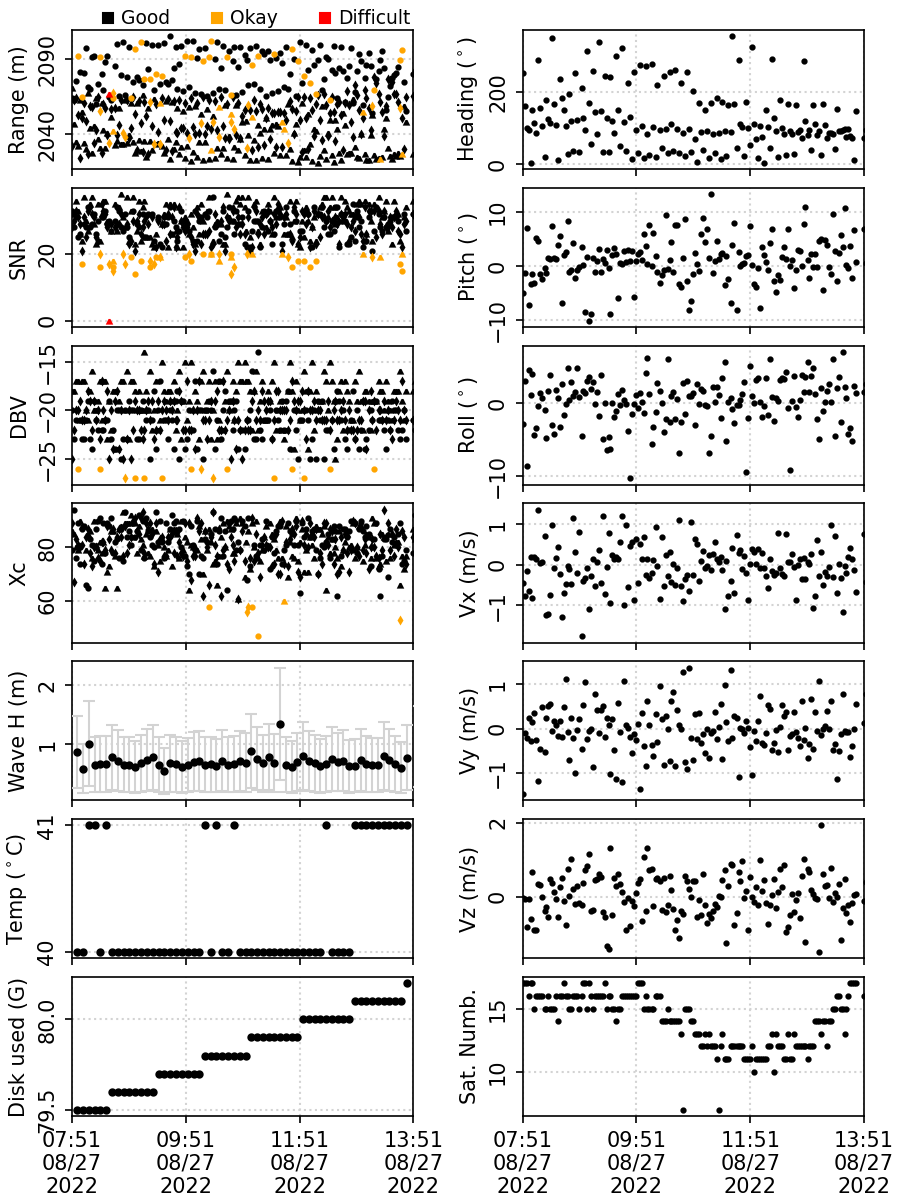 Good Okay Difficult
Range (m)
2090
2040
Heading (°)
200
0
SNR
20
0
Pitch (°)
10
0
−10
DBV
−15
−20
−25
Roll (°)
0
−10
Xc
80
60
Vx (m/s)
1
0
−1
Wave H (m)
2
1
Vy (m/s)
1
0
−1
Temp (°C)
41
40
Vz (m/s)
2
0
Disk used (G)
80.0
79.5
Sat. Numb.
15
10
07:51 09:51 11:51 13:51 07:51 09:51 11:51 13:51
08/27 08/27 08/27 08/27 08/27 08/27 08/27 08/27
2022 2022 2022 2022 2022 2022 2022 2022